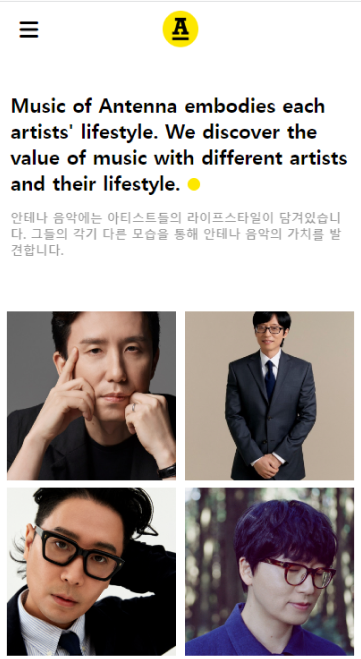 A
Music of Antenna embodies each
artists' lifestyle. We discover the
value of music with different artists
and their lifestyle.
안테나 음악에는 아티스트들의 라이프스타일이 담겨있습니
다. 그들의 각기 다른 모습을 통해 안테나 음악의 가치를 발
견합니다.